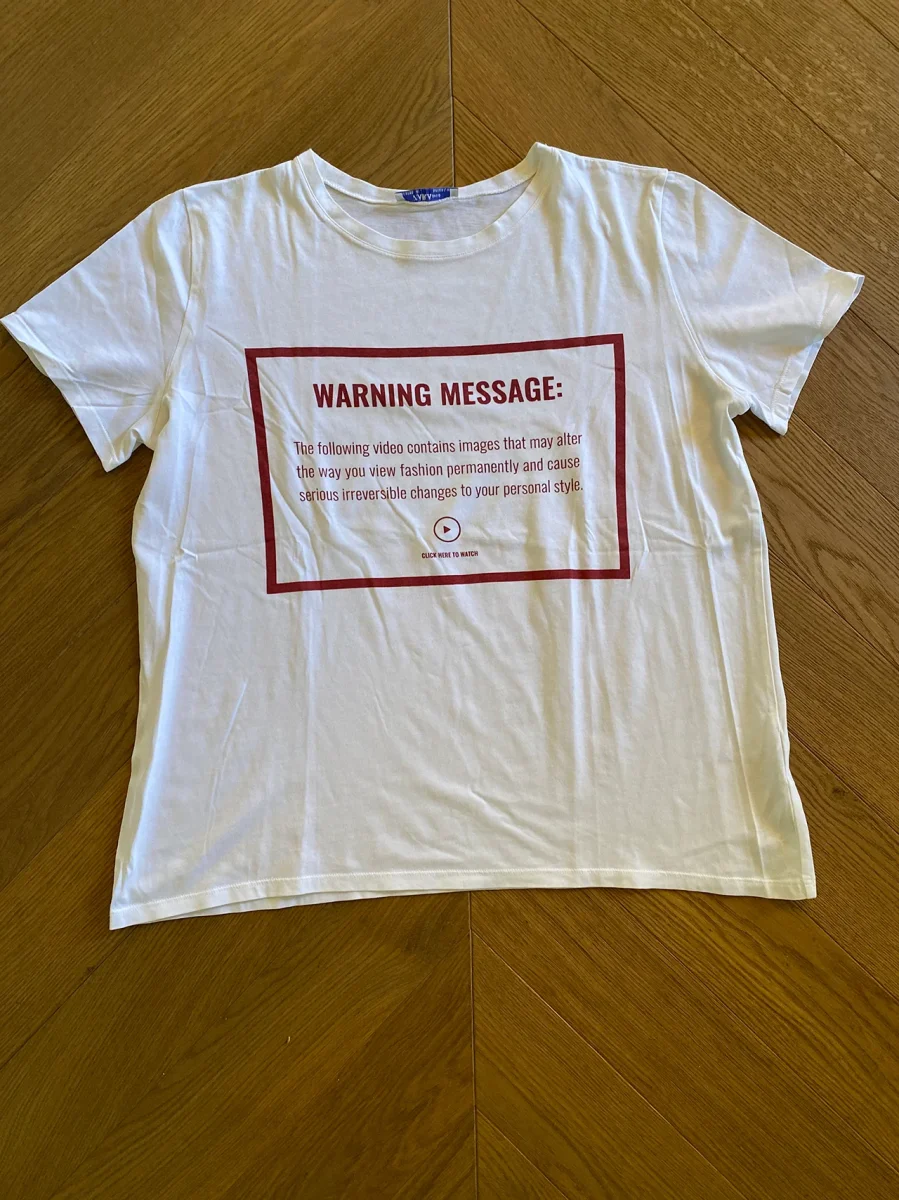 WARNING MESSAGE:
The following video contains images that may alter
the way you view fashion permanently and cause
serious irreversible changes to your personal style.
CLICK HERE TO WATCH